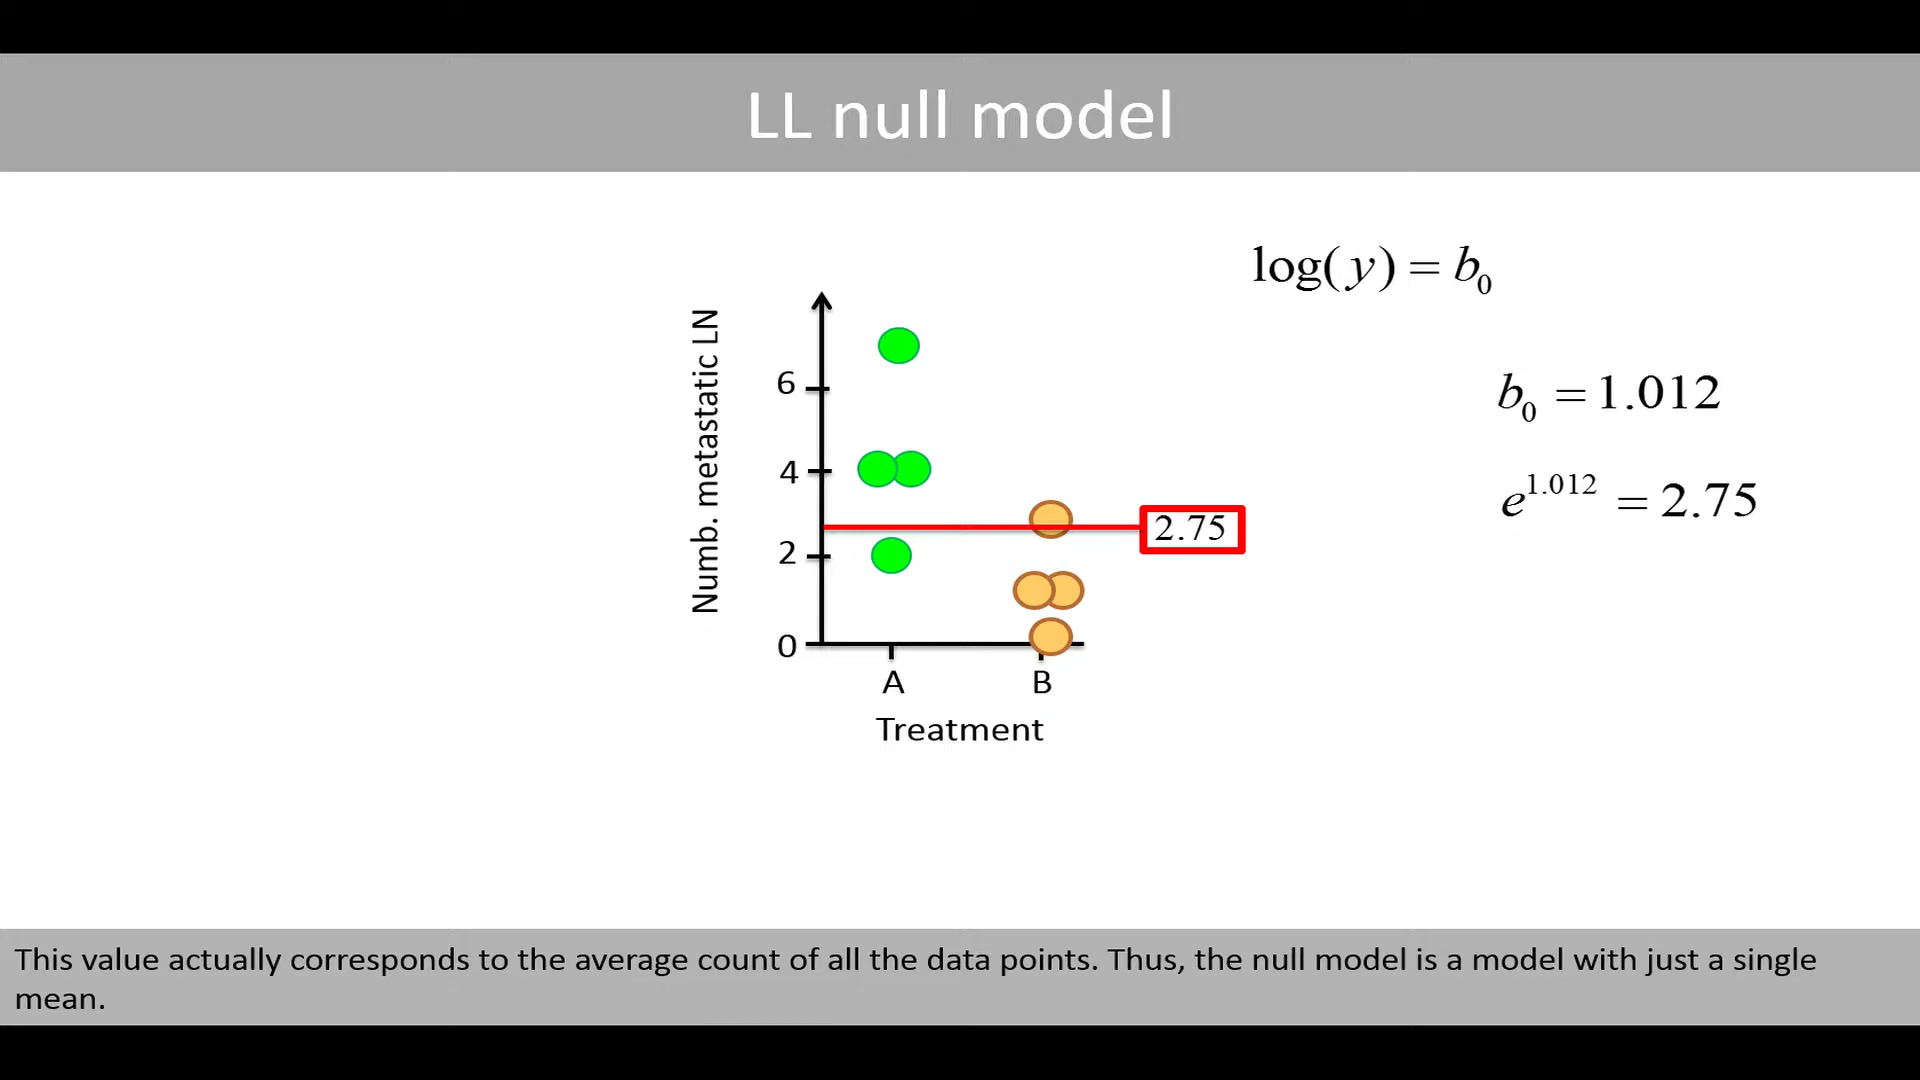 LL null model
log(y) = b₀
b₀ = 1.012
e^1.012 = 2.75
Numb. metastatic LN
6
4
2
0
2.75
A B
Treatment
This value actually corresponds to the average count of all the data points. Thus, the null model is a model with just a single
mean.